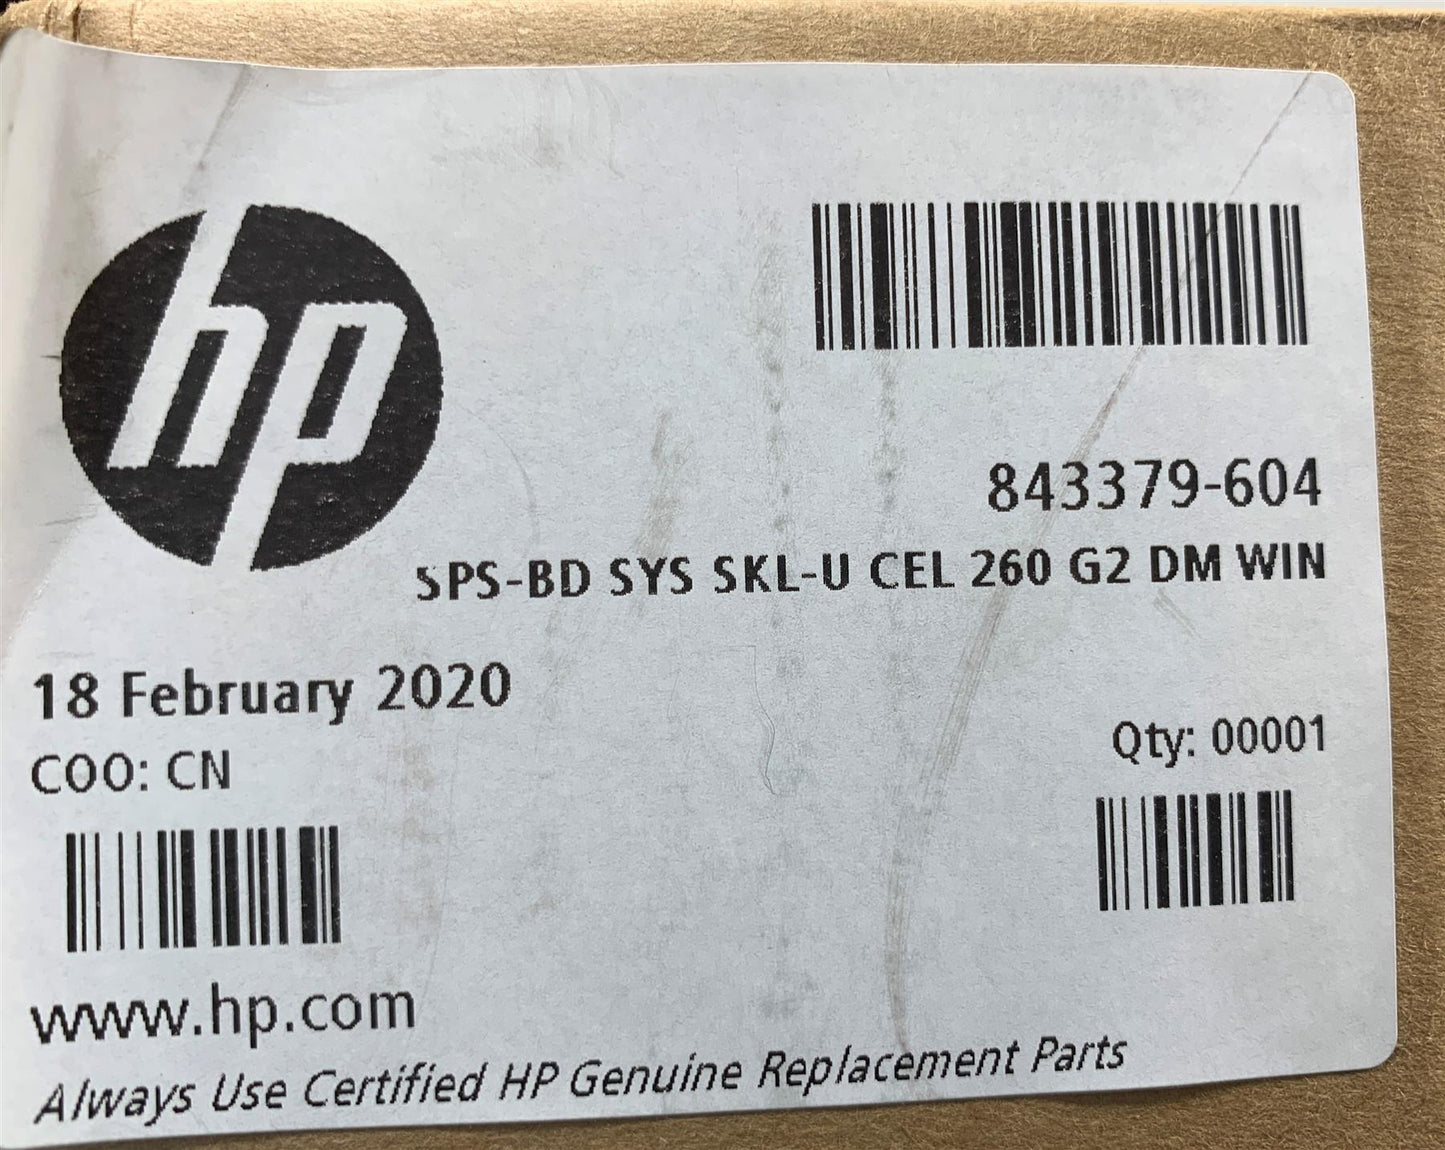 hp
843379-604
SPS-BD SYS SKL-U CEL 260 G2 DM WIN
18 February 2020
COO: CN
Qty: 00001
www.hp.com
Always Use Certified HP Genuine Replacement Parts